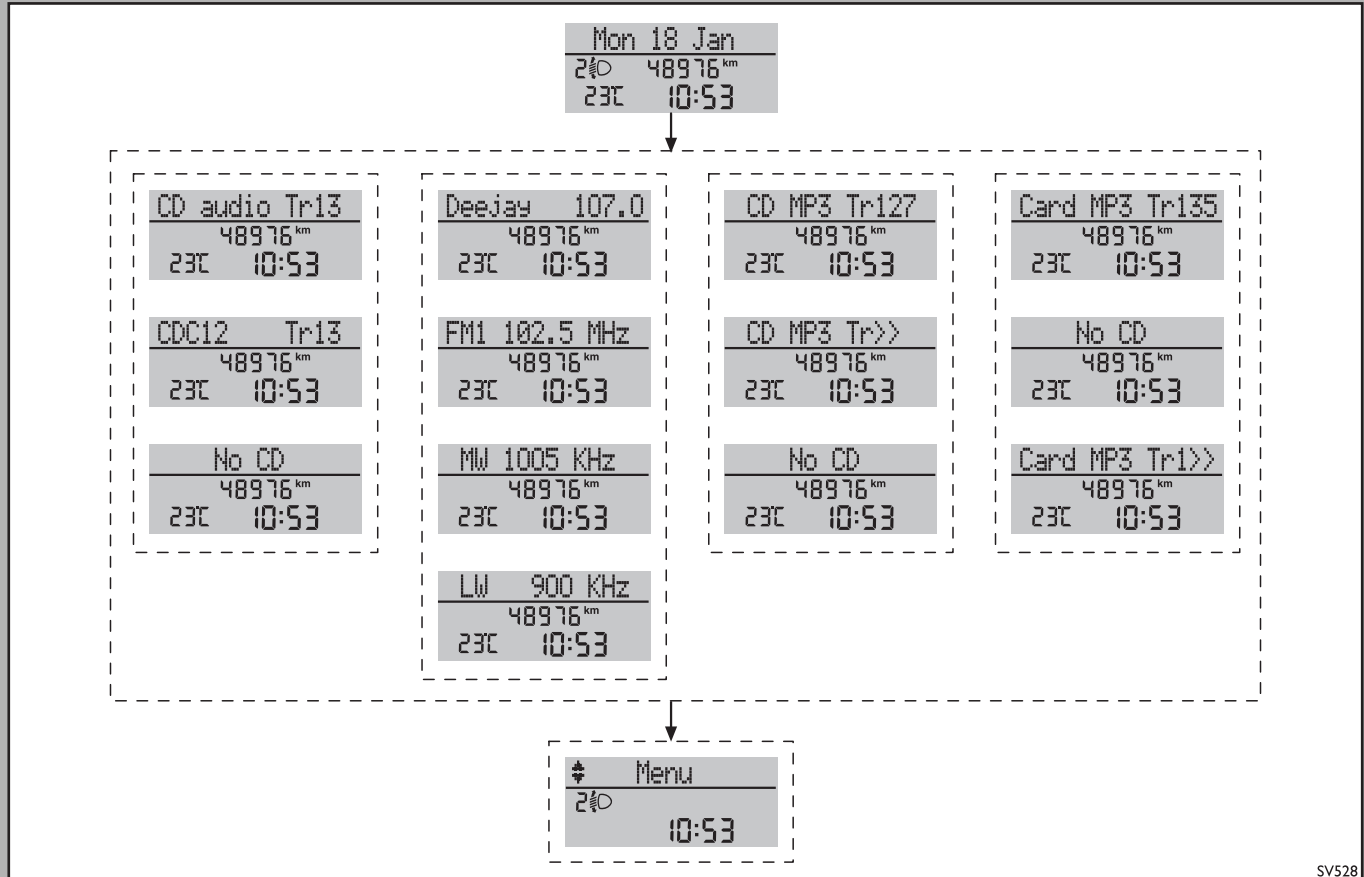 Mon 18 Jan
2 48976 km
23°C 10:53
CD audio Tr13
48976 km
23°C 10:53
CDC12 Tr13
48976 km
23°C 10:53
No CD
48976 km
23°C 10:53
Deejay 107.0
48976 km
23°C 10:53
FM1 102.5 MHz
48976 km
23°C 10:53
MW 1005 KHz
48976 km
23°C 10:53
LW 900 KHz
48976 km
23°C 10:53
CD MP3 Tr127
48976 km
23°C 10:53
CD MP3 Tr>>
48976 km
23°C 10:53
No CD
48976 km
23°C 10:53
Card MP3 Tr135
48976 km
23°C 10:53
No CD
48976 km
23°C 10:53
Card MP3 Tr1>>
48976 km
23°C 10:53
Menu
2
10:53
SV528